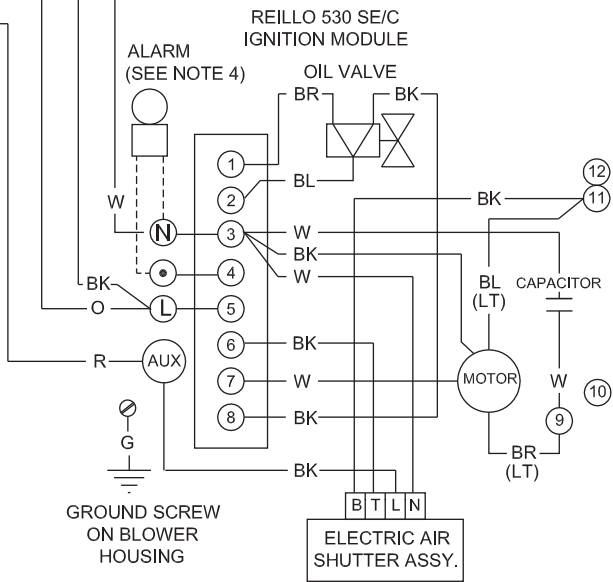 REILLO 530 SE/C
IGNITION MODULE
ALARM
(SEE NOTE 4)
OIL VALVE
BR
BK
1
2
BL
12
11
BK
W
N
3
W
BK
W
4
BK
O
L
5
BL
(LT)
CAPACITOR
6
BK
R
AUX
7
W
MOTOR
W
10
8
BK
9
G
BR
(LT)
BK
GROUND SCREW
ON BLOWER
HOUSING
B T L N
ELECTRIC AIR
SHUTTER ASSY.